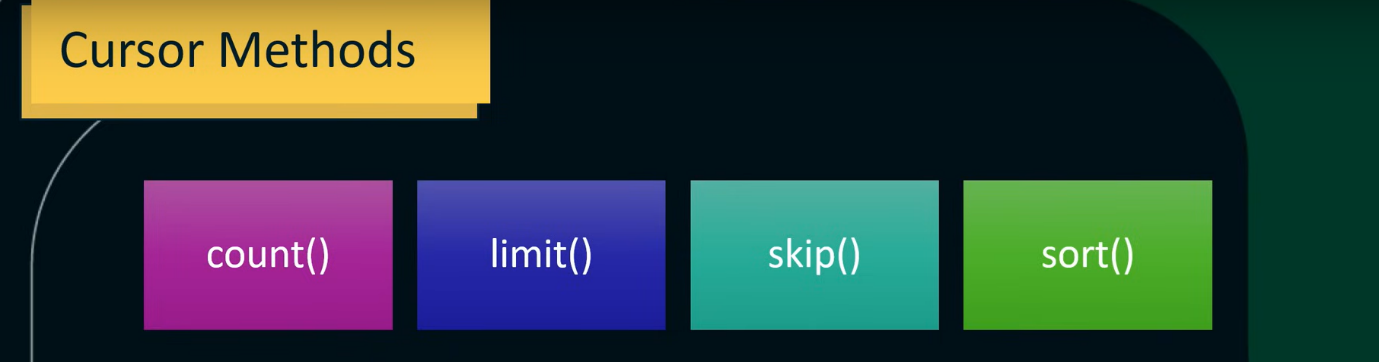 Cursor Methods
count()
limit()
skip()
sort()